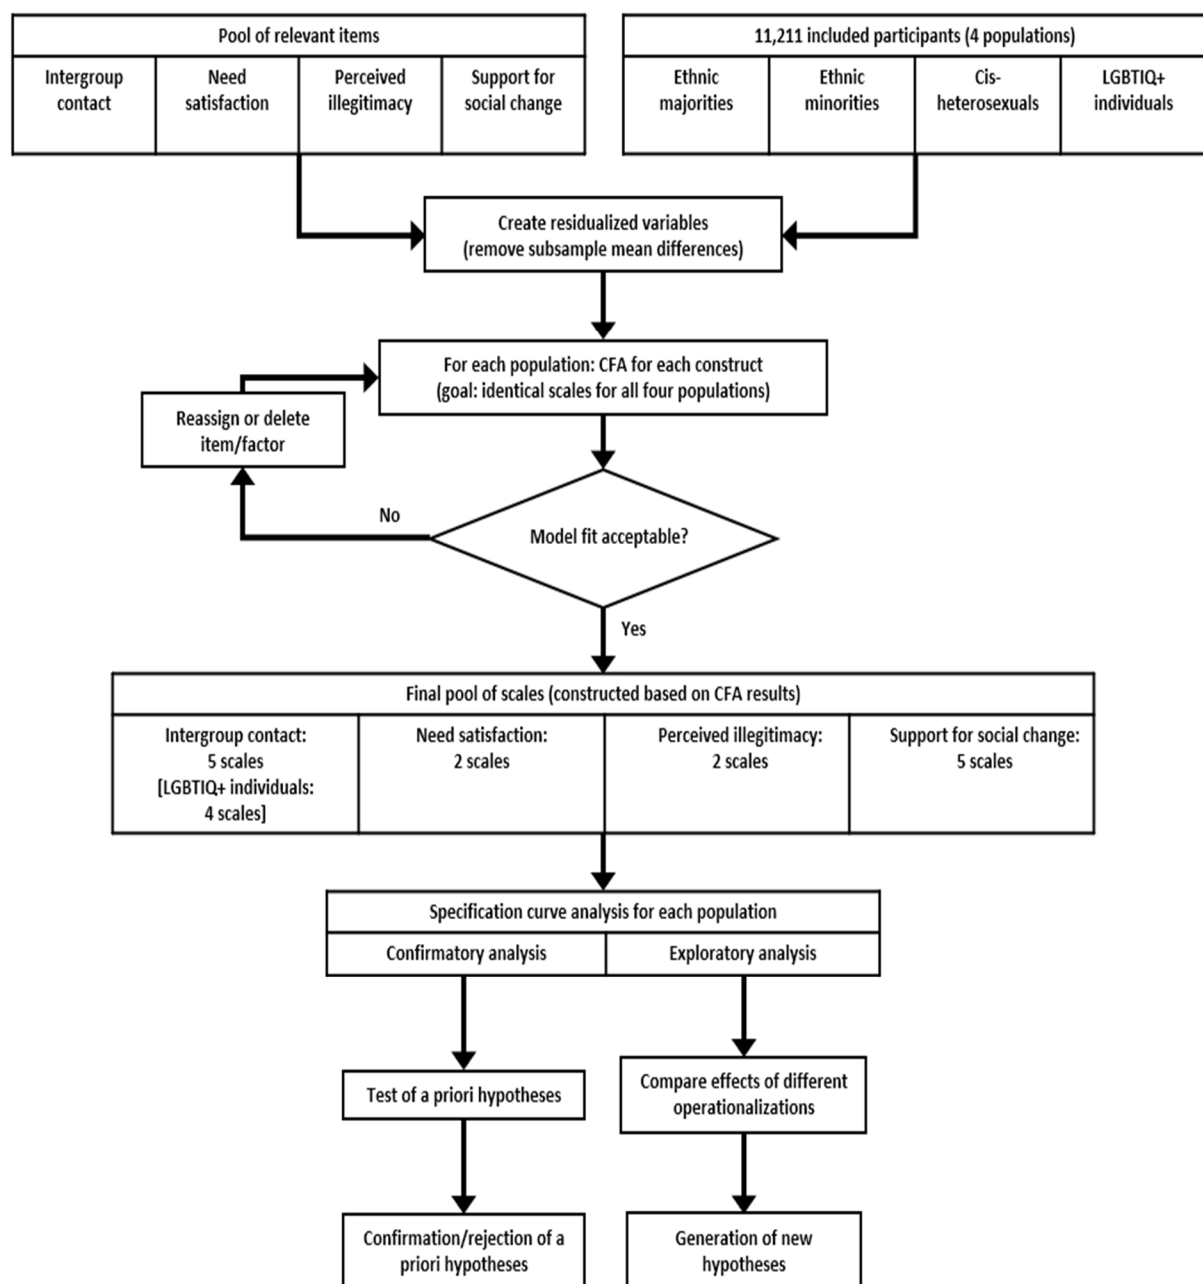 Pool of relevant items
Intergroup
contact
Need
satisfaction
Perceived
illegitimacy
Support for
social change
11,211 included participants (4 populations)
Ethnic
majorities
Ethnic
minorities
Cis-
heterosexuals
LGBTIQ+
individuals
Create residualized variables
(remove subsample mean differences)
For each population: CFA for each construct
(goal: identical scales for all four populations)
Reassign or delete
item/factor
No
Model fit acceptable?
Yes
Final pool of scales (constructed based on CFA results)
Intergroup contact:
5 scales
[LGBTIQ+ individuals:
4 scales]
Need satisfaction:
2 scales
Perceived illegitimacy:
2 scales
Support for social change:
5 scales
Specification curve analysis for each population
Confirmatory analysis
Exploratory analysis
Test of a priori hypotheses
Compare effects of different
operationalizations
Confirmation/rejection of a
priori hypotheses
Generation of new
hypotheses